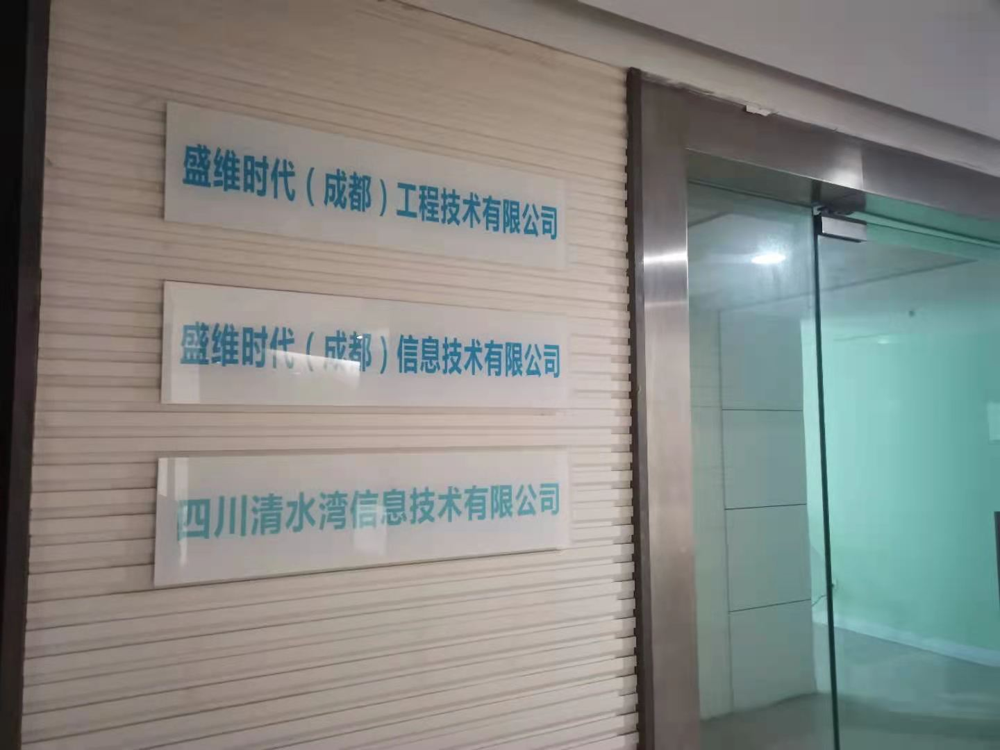 盛维时代（成都）工程技术有限公司
盛维时代（成都）信息技术有限公司
四川清水湾信息技术有限公司